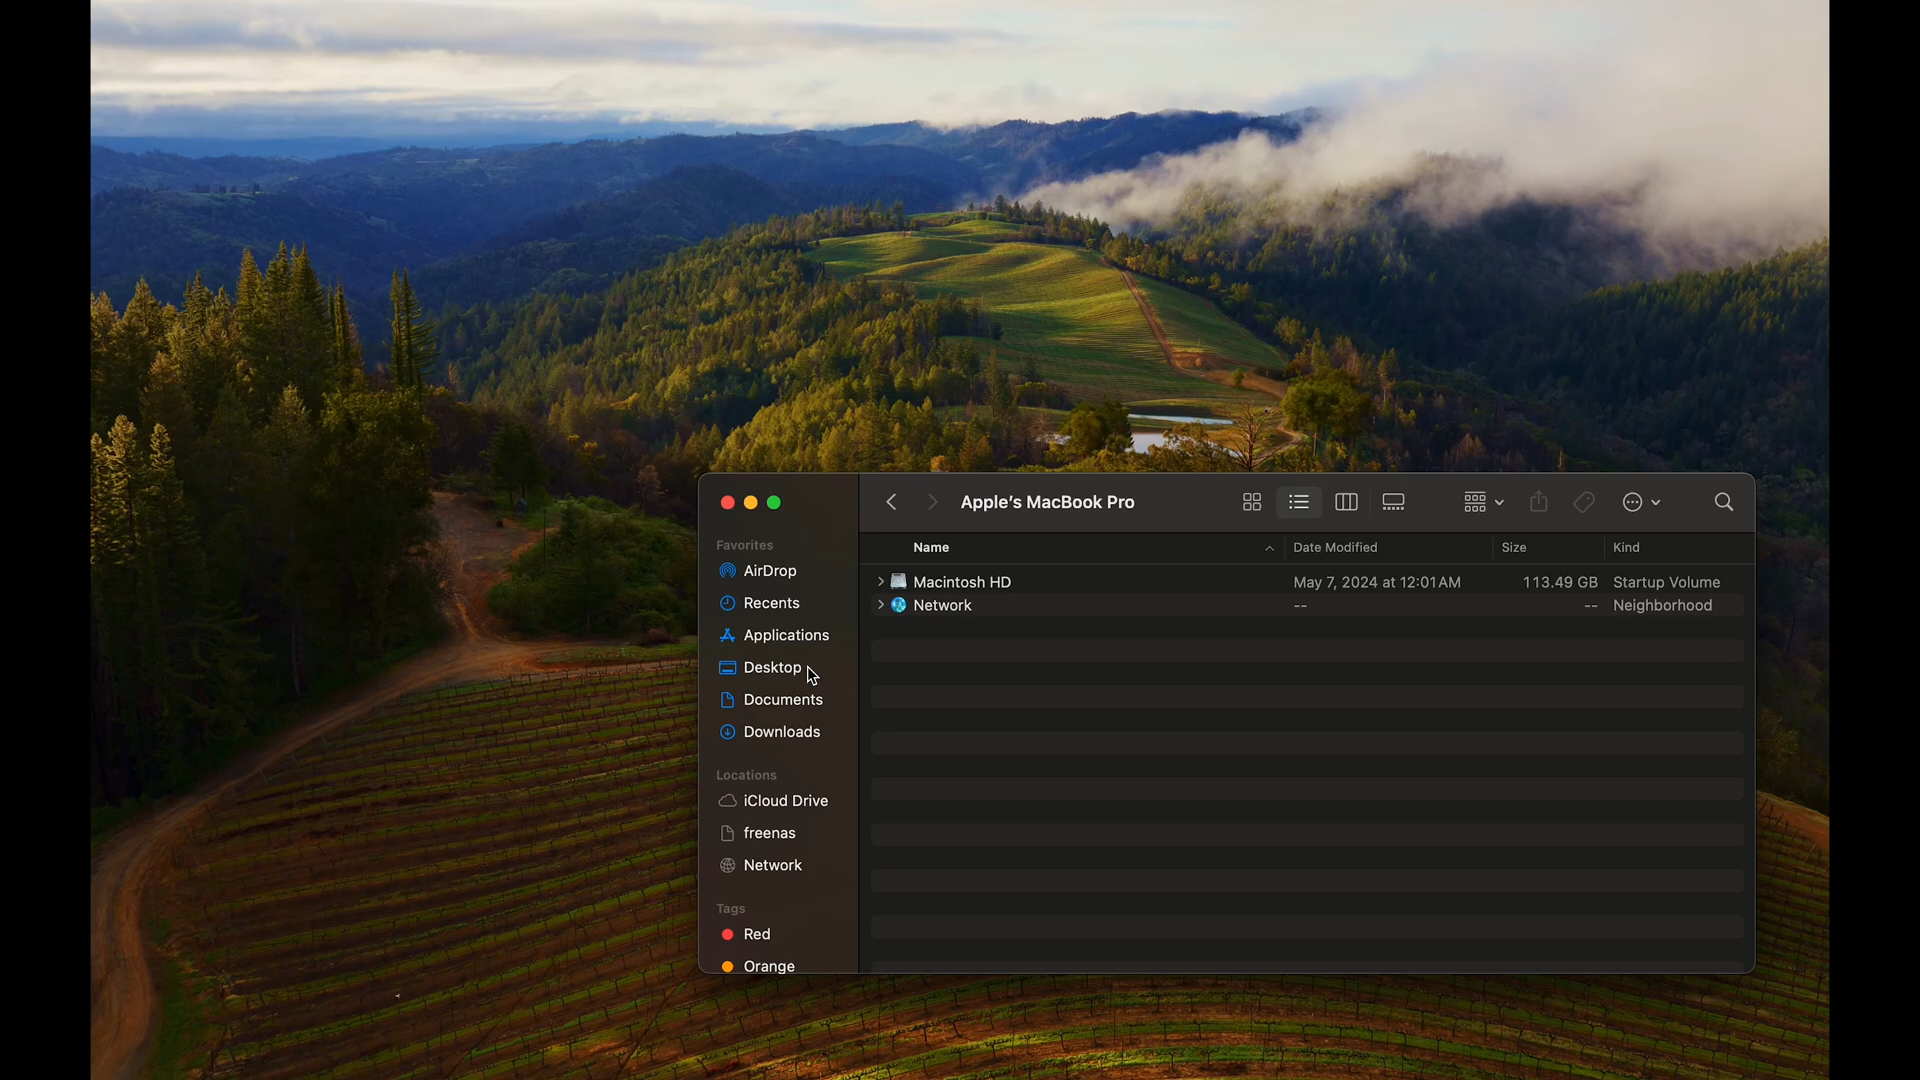 Apple's MacBook Pro
Favorites
AirDrop
Recents
Applications
Desktop
Documents
Downloads
Locations
iCloud Drive
freenas
Network
Tags
Red
Orange
Name Date Modified Size Kind
Macintosh HD May 7, 2024 at 12:01 AM 113.49 GB Startup Volume
Network -- -- Neighborhood